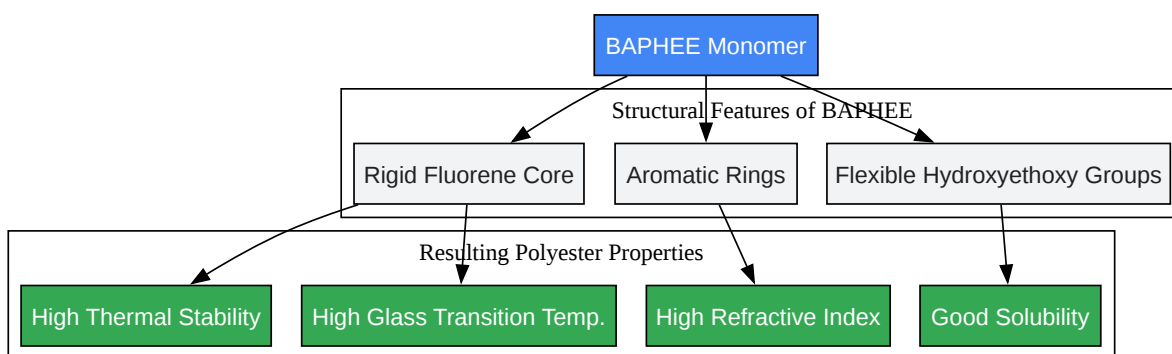 BAPHEE Monomer
Structural Features of BAPHEE
Rigid Fluorene Core
Aromatic Rings
Flexible Hydroxyethoxy Groups
Resulting Polyester Properties
High Thermal Stability
High Glass Transition Temp.
High Refractive Index
Good Solubility